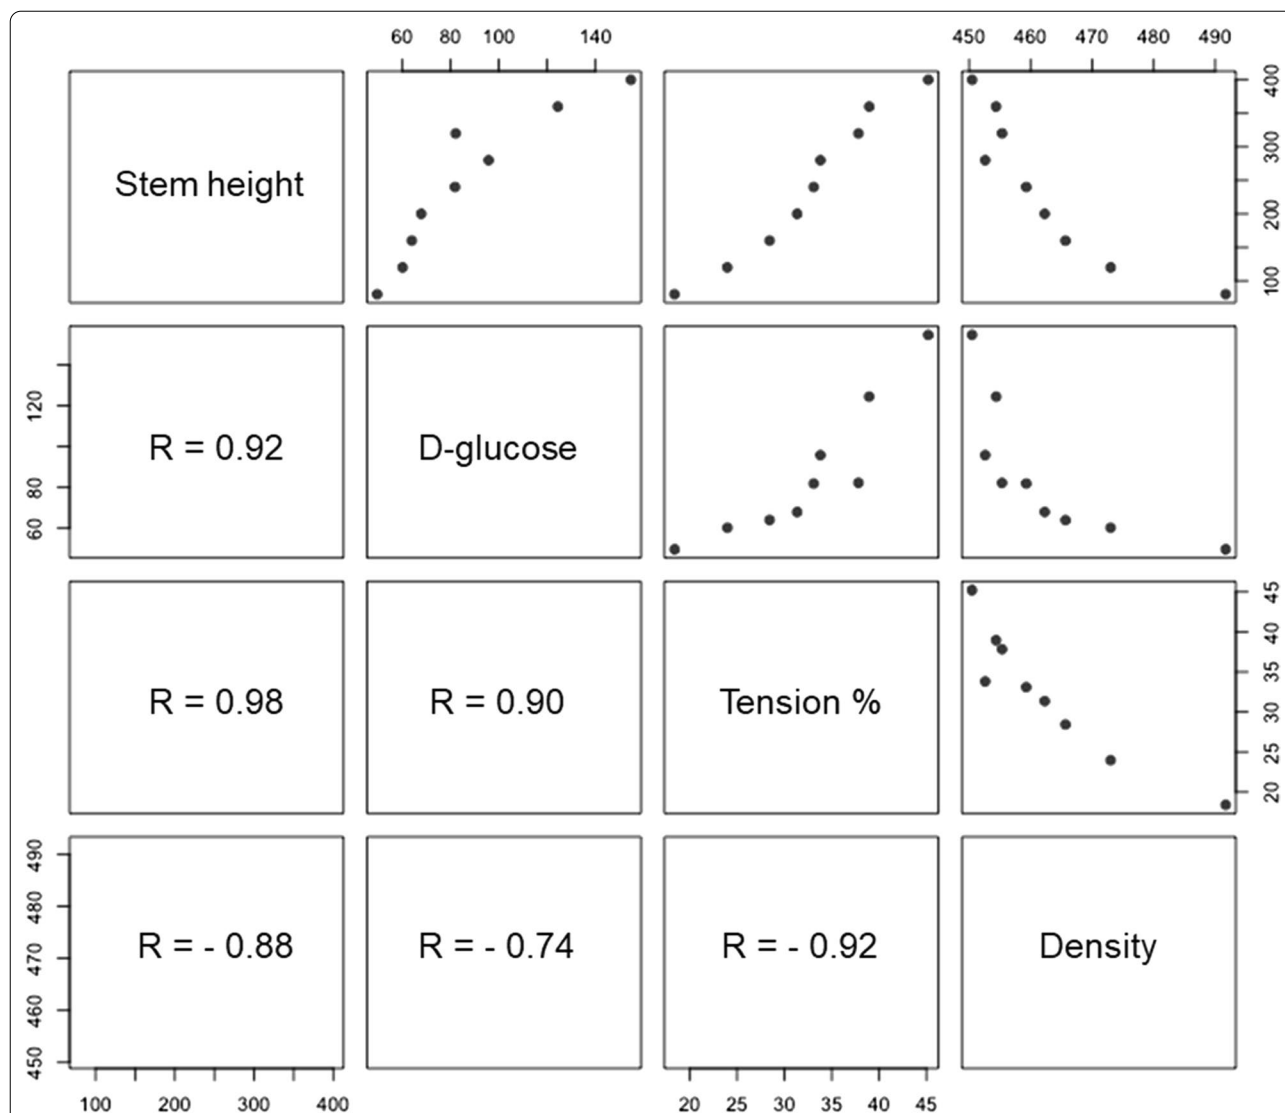 60 80 100 140
450 460 470 480 490
Stem height
100 200 300 400
60 80 120
R = 0.92
D-glucose
R = 0.98
R = 0.90
Tension %
20 25 30 35 40 45
450 460 470 480 490
R = - 0.88
R = - 0.74
R = - 0.92
Density
100 200 300 400
20 25 30 35 40 45